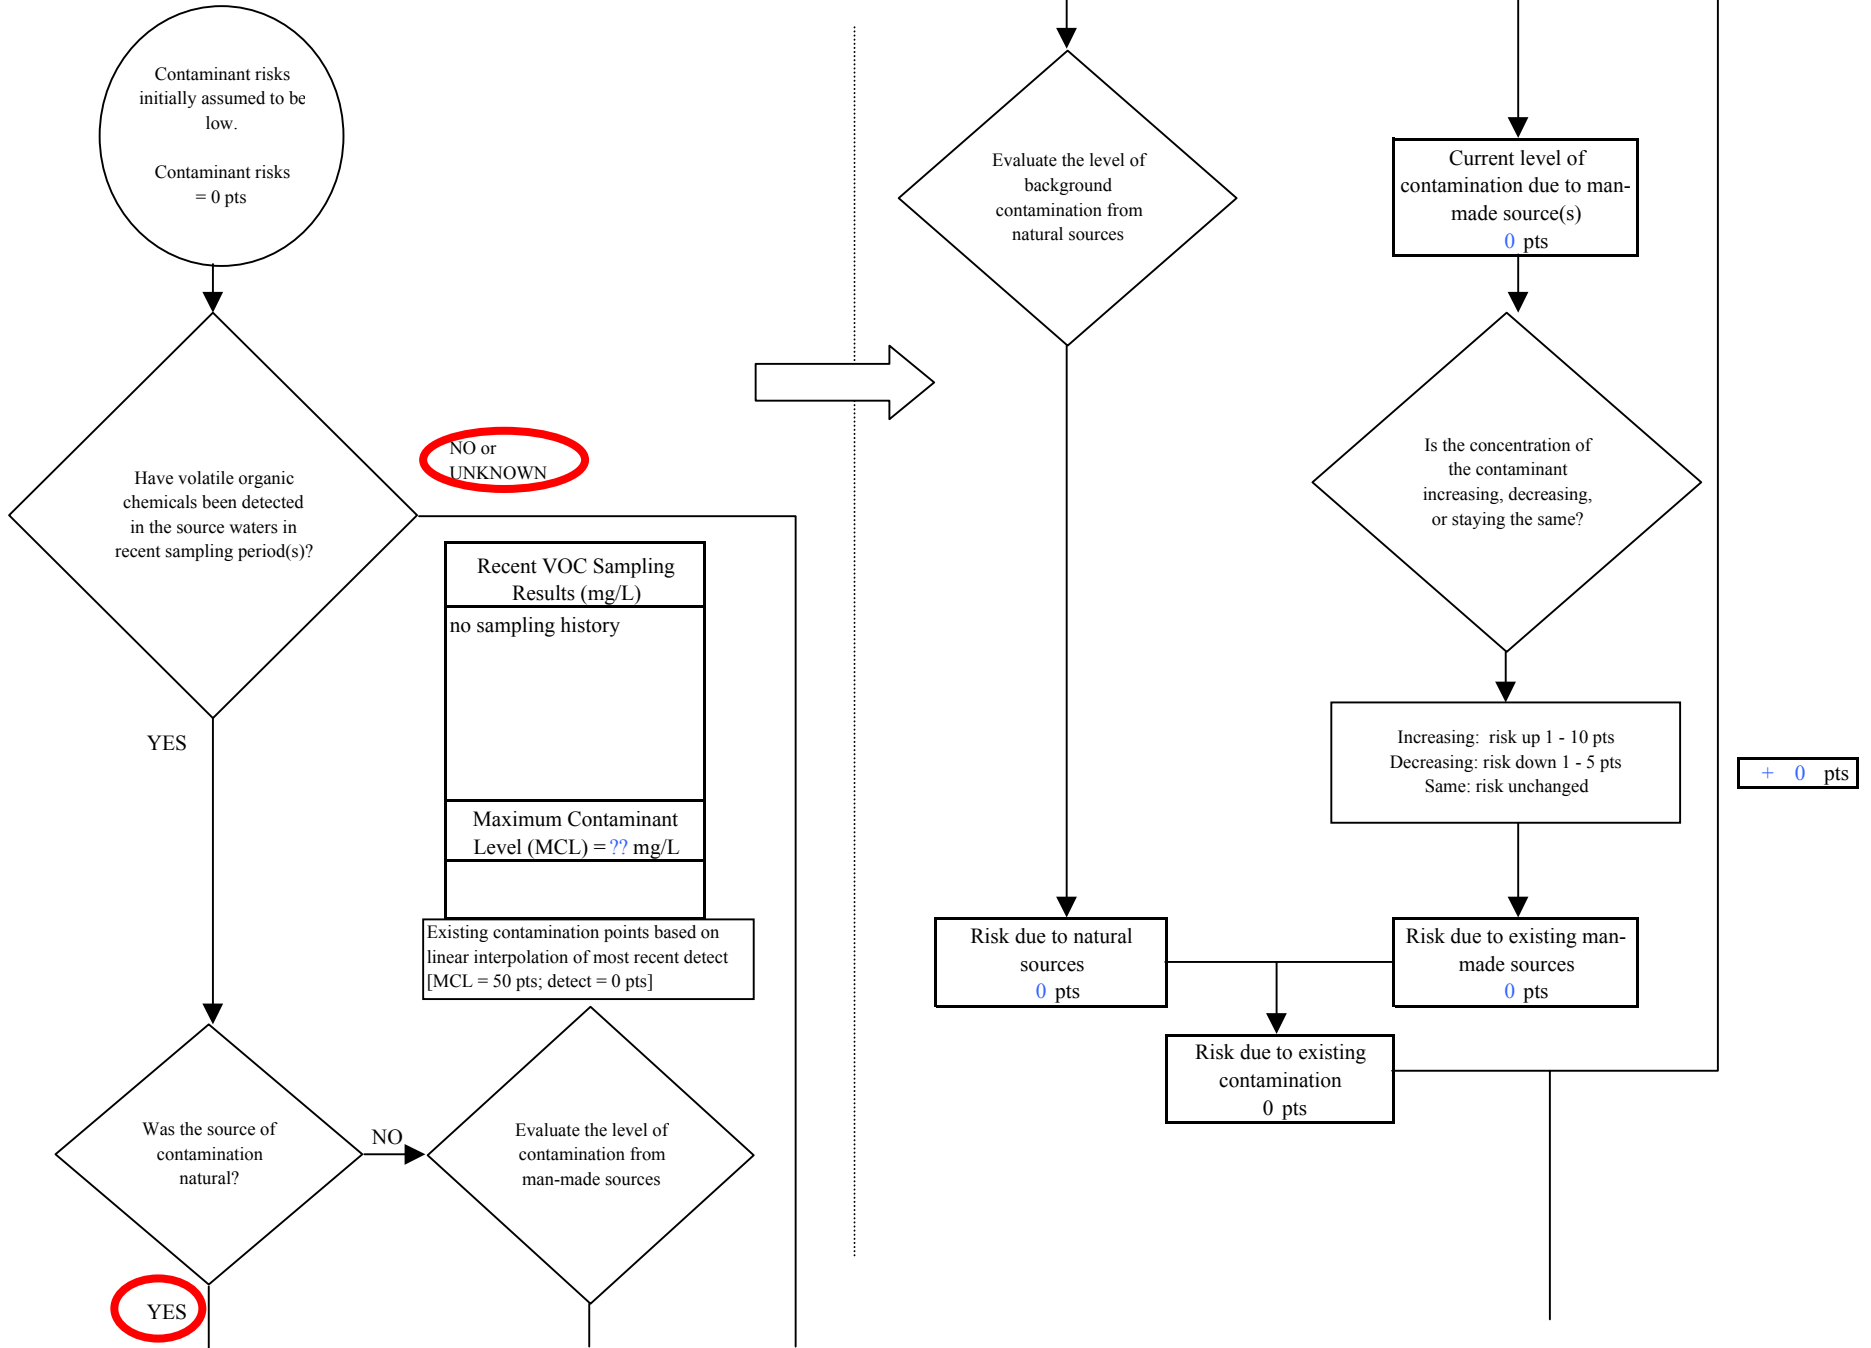 Contaminant risks
initially assumed to be
low.
Contaminant risks
= 0 pts
Have volatile organic
chemicals been detected
in the source waters in
recent sampling period(s)?
NO or
UNKNOWN
YES
Recent VOC Sampling
Results (mg/L)
no sampling history
Maximum Contaminant
Level (MCL) = ?? mg/L
Existing contamination points based on
linear interpolation of most recent detect
[MCL = 50 pts; detect = 0 pts]
Was the source of
contamination
natural?
NO
Evaluate the level of
contamination from
man-made sources
YES
Evaluate the level of
background
contamination from
natural sources
Current level of
contamination due to man-
made source(s)
0 pts
Is the concentration of
the contaminant
increasing, decreasing,
or staying the same?
Increasing: risk up 1 - 10 pts
Decreasing: risk down 1 - 5 pts
Same: risk unchanged
+ 0 pts
Risk due to natural
sources
0 pts
Risk due to existing man-
made sources
0 pts
Risk due to existing
contamination
0 pts